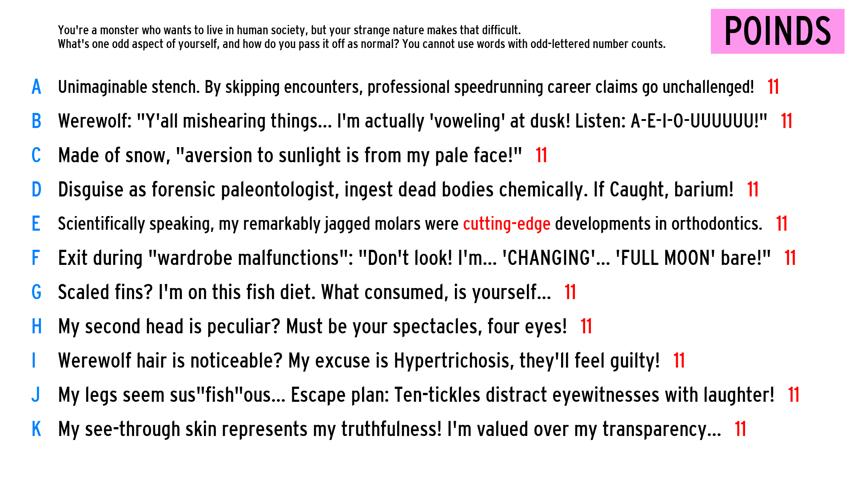 You're a monster who wants to live in human society, but your strange nature makes that difficult.
What's one odd aspect of yourself, and how do you pass it off as normal? You cannot use words with odd-lettered number counts.
POINDS
A Unimaginable stench. By skipping encounters, professional speedrunning career claims go unchallenged! 11
B Werewolf: "Y'all mishearing things... I'm actually 'voweling' at dusk! Listen: A-E-I-O-UUUUUU!" 11
C Made of snow, "aversion to sunlight is from my pale face!" 11
D Disguise as forensic paleontologist, ingest dead bodies chemically. If Caught, barium! 11
E Scientifically speaking, my remarkably jagged molars were cutting-edge developments in orthodontics. 11
F Exit during "wardrobe malfunctions": "Don't look! I'm... 'CHANGING'... 'FULL MOON' bare!" 11
G Scaled fins? I'm on this fish diet. What consumed, is yourself... 11
H My second head is peculiar? Must be your spectacles, four eyes! 11
I Werewolf hair is noticeable? My excuse is Hypertrichosis, they'll feel guilty! 11
J My legs seem sus"fish"ous... Escape plan: Ten-tickles distract eyewitnesses with laughter! 11
K My see-through skin represents my truthfulness! I'm valued over my transparency... 11